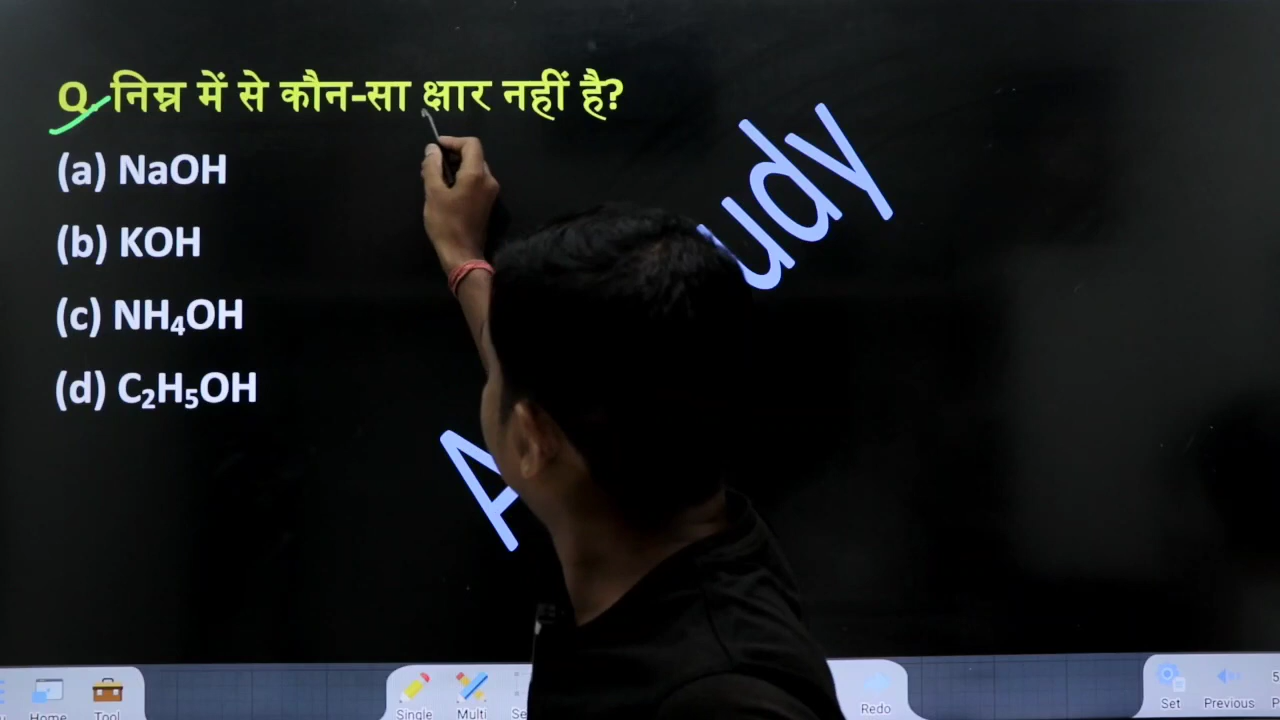 Q. निम्न में से कौन-सा क्षार नहीं है?
(a) NaOH
(b) KOH
(c) NH₄OH
(d) C₂H₅OH
A udy
Home Tool Single Multi Redo Set Previous